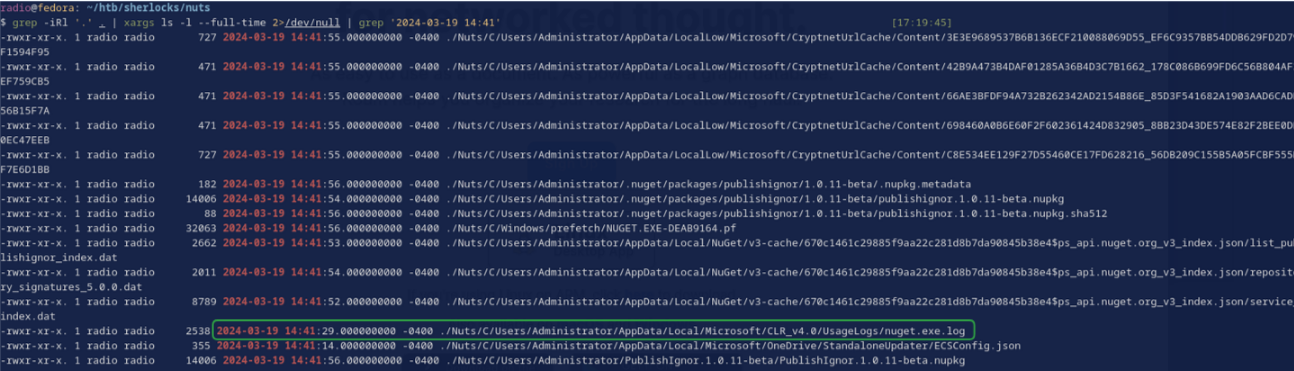 radio@fedora: ~/htb/sherlocks/nuts
$ grep -iRl '.' . | xargs ls -l --full-time 2>/dev/null | grep '2024-03-19 14:41' [17:19:45]
-rwxr-xr-x. 1 radio radio 727 2024-03-19 14:41:55.000000000 -0400 ./Nuts/C/Users/Administrator/AppData/LocalLow/Microsoft/CryptnetUrlCache/Content/3E3E9689537B6B136ECF210088069D55_EF6C9357BB54DDB629FD2D79
F1594F95
-rwxr-xr-x. 1 radio radio 471 2024-03-19 14:41:55.000000000 -0400 ./Nuts/C/Users/Administrator/AppData/LocalLow/Microsoft/CryptnetUrlCache/Content/42B9A473B4DAF01285A36B4D3C7B1662_178C086B699FD6C56B804AF
EF759CB5
-rwxr-xr-x. 1 radio radio 471 2024-03-19 14:41:55.000000000 -0400 ./Nuts/C/Users/Administrator/AppData/LocalLow/Microsoft/CryptnetUrlCache/Content/66AE3BFDF94A732B262342AD2154B86E_85D3F541682A1903AAD6CAD
56B15F7A
-rwxr-xr-x. 1 radio radio 471 2024-03-19 14:41:55.000000000 -0400 ./Nuts/C/Users/Administrator/AppData/LocalLow/Microsoft/CryptnetUrlCache/Content/698460A0B6E60F2F602361424D832905_8BB23D43DE574E82F2BEE0D
0EC47EEB
-rwxr-xr-x. 1 radio radio 727 2024-03-19 14:41:55.000000000 -0400 ./Nuts/C/Users/Administrator/AppData/LocalLow/Microsoft/CryptnetUrlCache/Content/C8E534EE129F27D55460CE17FD628216_56DB209C155B5A05FCBF555
F7E6D1BB
-rwxr-xr-x. 1 radio radio 182 2024-03-19 14:41:56.000000000 -0400 ./Nuts/C/Users/Administrator/.nuget/packages/publishignor/1.0.11-beta/.nupkg.metadata
-rwxr-xr-x. 1 radio radio 14006 2024-03-19 14:41:54.000000000 -0400 ./Nuts/C/Users/Administrator/.nuget/packages/publishignor/1.0.11-beta/publishignor.1.0.11-beta.nupkg
-rwxr-xr-x. 1 radio radio 88 2024-03-19 14:41:56.000000000 -0400 ./Nuts/C/Users/Administrator/.nuget/packages/publishignor/1.0.11-beta/publishignor.1.0.11-beta.nupkg.sha512
-rwxr-xr-x. 1 radio radio 32063 2024-03-19 14:41:56.000000000 -0400 ./Nuts/C/Windows/prefetch/NUGET.EXE-DEAB9164.pf
-rwxr-xr-x. 1 radio radio 2662 2024-03-19 14:41:53.000000000 -0400 ./Nuts/C/Users/Administrator/AppData/Local/NuGet/v3-cache/670c1461c29885f9aa22c281d8b7da90845b38e4$ps_api.nuget.org_v3_index.json/list_pu
lishignor_index.dat
-rwxr-xr-x. 1 radio radio 2011 2024-03-19 14:41:54.000000000 -0400 ./Nuts/C/Users/Administrator/AppData/Local/NuGet/v3-cache/670c1461c29885f9aa22c281d8b7da90845b38e4$ps_api.nuget.org_v3_index.json/reposit
ry_signatures_5.0.0.dat
-rwxr-xr-x. 1 radio radio 8789 2024-03-19 14:41:52.000000000 -0400 ./Nuts/C/Users/Administrator/AppData/Local/NuGet/v3-cache/670c1461c29885f9aa22c281d8b7da90845b38e4$ps_api.nuget.org_v3_index.json/service_
index.dat
-rwxr-xr-x. 1 radio radio 2538 2024-03-19 14:41:29.000000000 -0400 ./Nuts/C/Users/Administrator/AppData/Local/Microsoft/CLR_v4.0/UsageLogs/nuget.exe.log
-rwxr-xr-x. 1 radio radio 355 2024-03-19 14:41:14.000000000 -0400 ./Nuts/C/Users/Administrator/AppData/Local/Microsoft/OneDrive/StandaloneUpdater/ECSConfig.json
-rwxr-xr-x. 1 radio radio 14006 2024-03-19 14:41:56.000000000 -0400 ./Nuts/C/Users/Administrator/PublishIgnor.1.0.11-beta/PublishIgnor.1.0.11-beta.nupkg